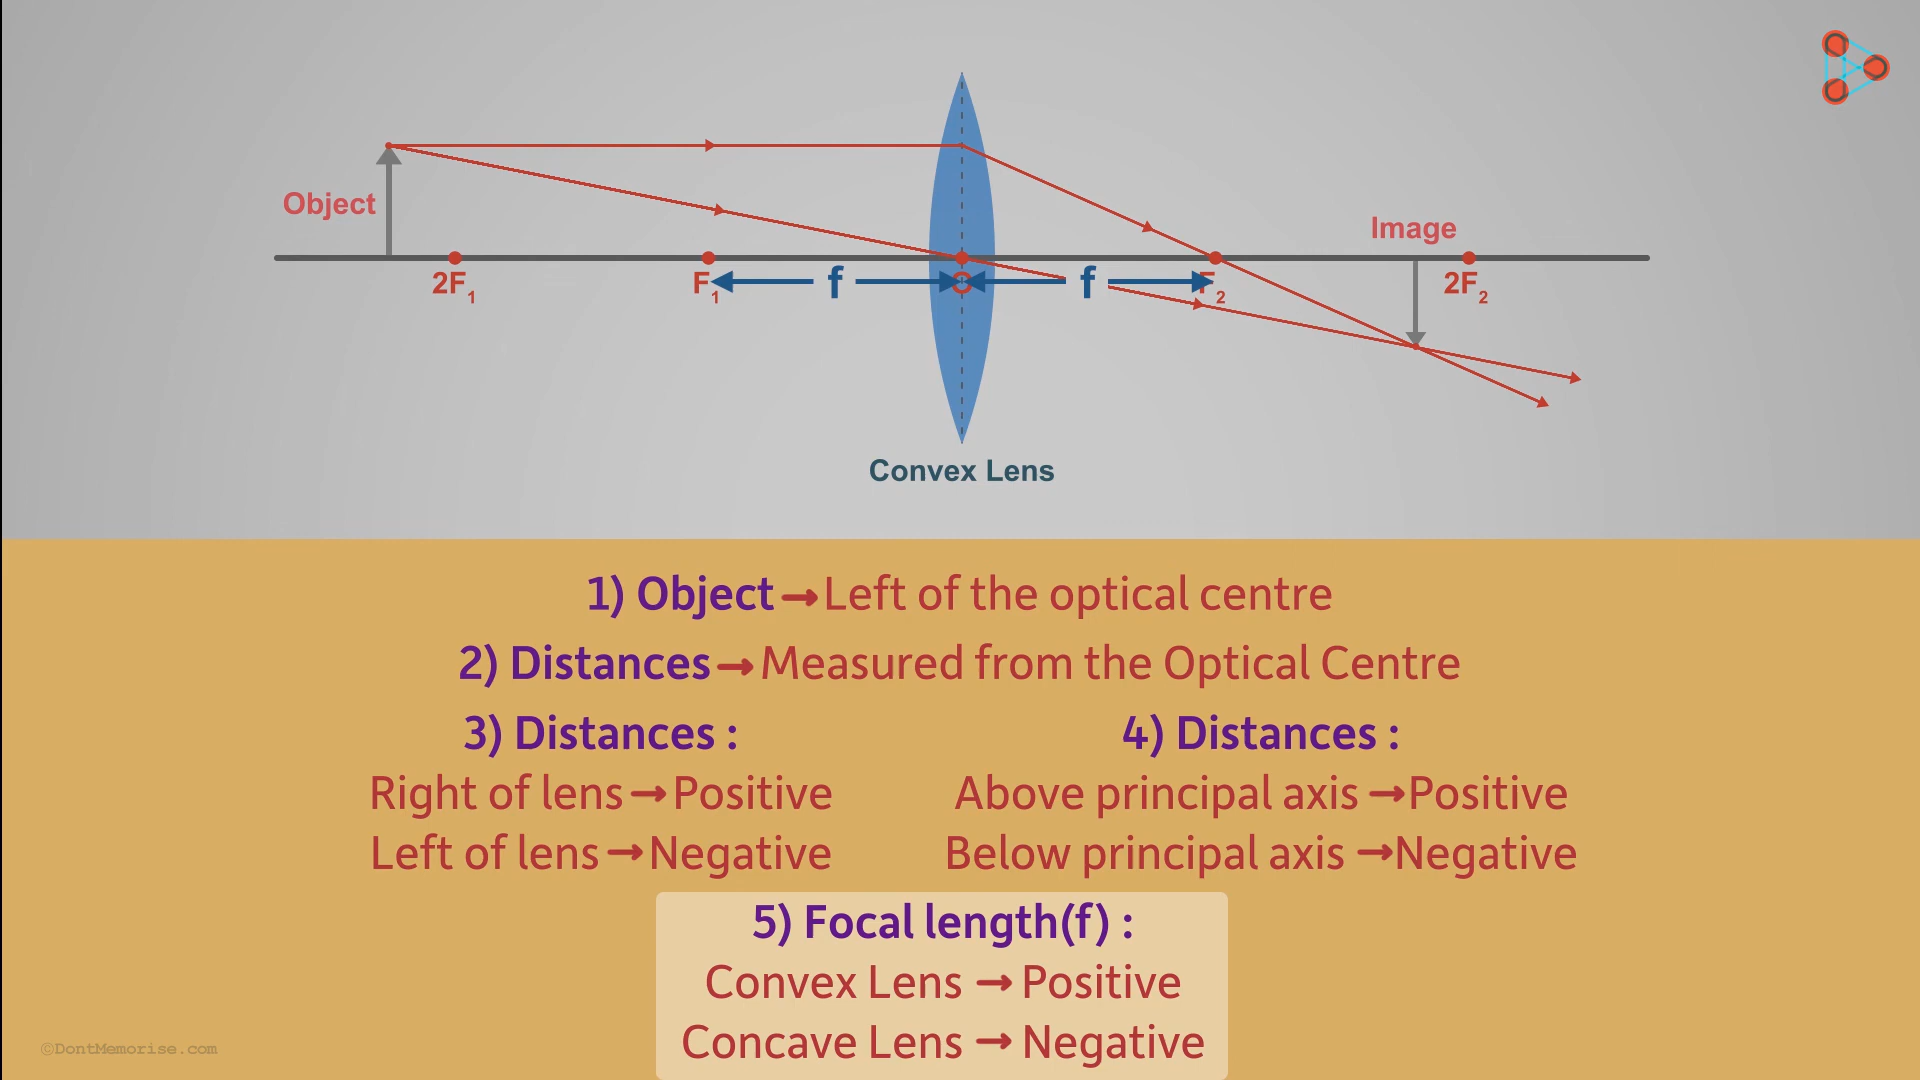 Object
Image
2F₁
F₁
f
O
f
F₂
2F₂
Convex Lens
1) Object→Left of the optical centre
2) Distances→Measured from the Optical Centre
3) Distances :
Right of lens→Positive
Left of lens→Negative
4) Distances :
Above principal axis→Positive
Below principal axis→Negative
5) Focal length(f) :
Convex Lens → Positive
Concave Lens → Negative
©DontMemorise.com